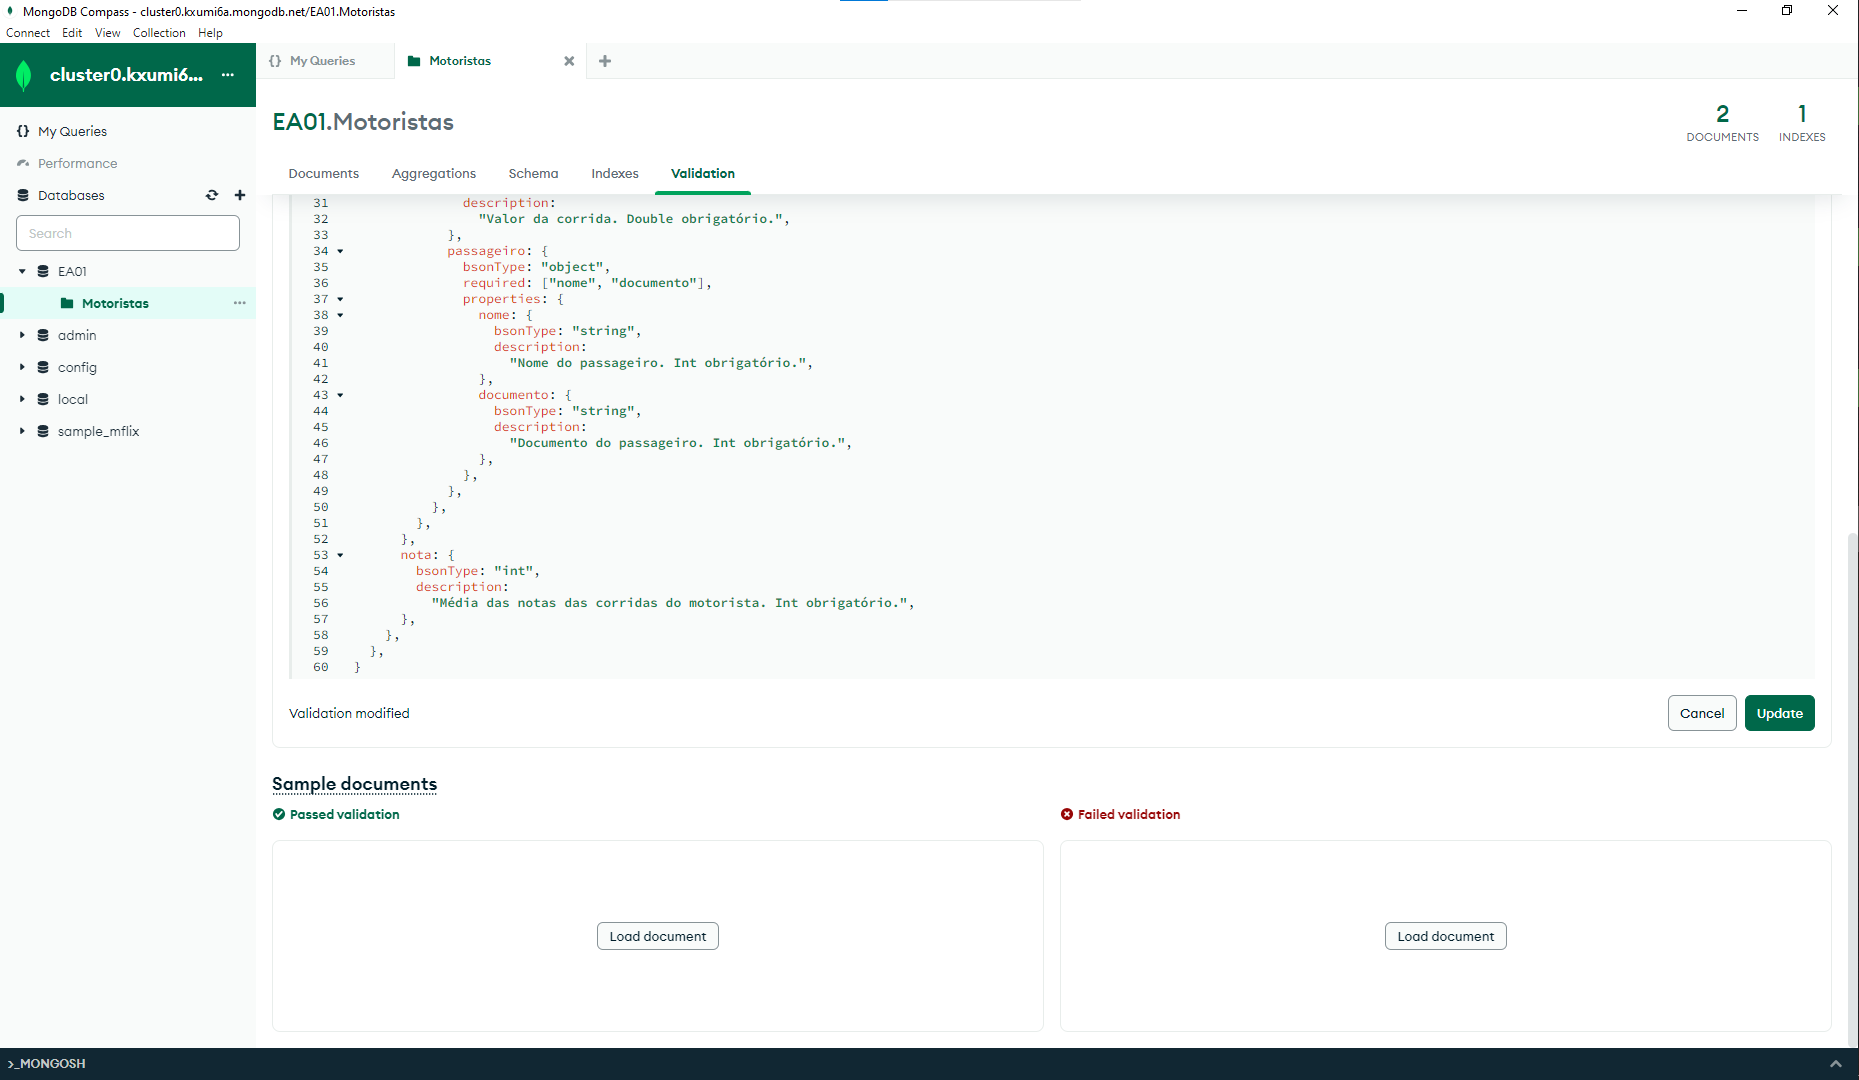 MongoDB Compass - cluster0.kxumi6a.mongodb.net/EA01.Motoristas
Connect Edit View Collection Help
cluster0.kxumi6...
{} My Queries
Performance
Databases
Search
EA01
Motoristas
admin
config
local
sample_mflix
{} My Queries
Motoristas
EA01.Motoristas
2
DOCUMENTS
1
INDEXES
Documents Aggregations Schema Indexes Validation
31 description:
32 "Valor da corrida. Double obrigatório.",
33 },
34 passageiro: {
35 bsonType: "object",
36 required: ["nome", "documento"],
37 properties: {
38 nome: {
39 bsonType: "string",
40 description:
41 "Nome do passageiro. Int obrigatório.",
42 },
43 documento: {
44 bsonType: "string",
45 description:
46 "Documento do passageiro. Int obrigatório.",
47 },
48 },
49 },
50 },
51 },
52 },
53 nota: {
54 bsonType: "int",
55 description:
56 "Média das notas das corridas do motorista. Int obrigatório.",
57 },
58 },
59 },
60 }
Validation modified
Cancel
Update
Sample documents
Passed validation
Failed validation
Load document
Load document
>_MONGOSH